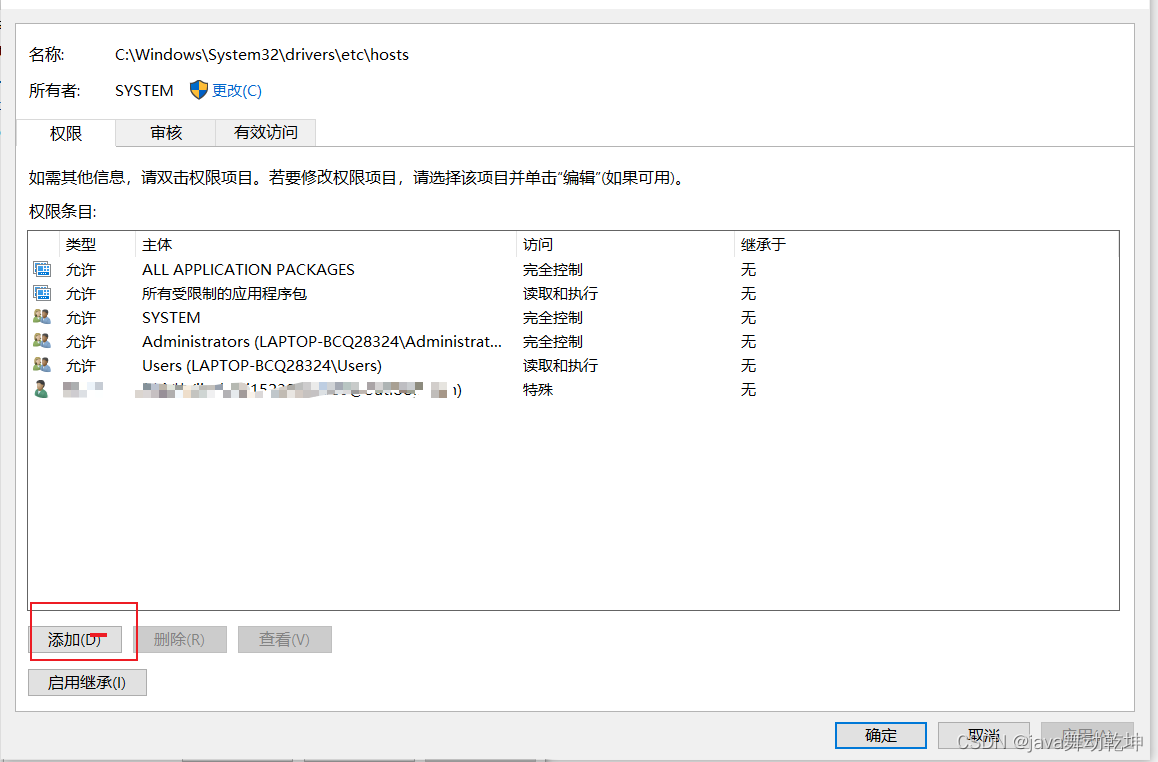 名称: C:\Windows\System32\drivers\etc\hosts
所有者: SYSTEM 更改(C)
权限 审核 有效访问
如需其他信息，请双击权限项目。若要修改权限项目，请选择该项目并单击"编辑"(如果可用)。
权限条目:
类型 主体 访问 继承于
允许 ALL APPLICATION PACKAGES 完全控制 无
允许 所有受限制的应用程序包 读取和执行 无
允许 SYSTEM 完全控制 无
允许 Administrators (LAPTOP-BCQ28324\Administrat... 完全控制 无
允许 Users (LAPTOP-BCQ28324\Users) 读取和执行 无
特殊 无
添加(D) 删除(R) 查看(V)
启用继承(I)
确定 取消
CSDN @java舞动乾坤